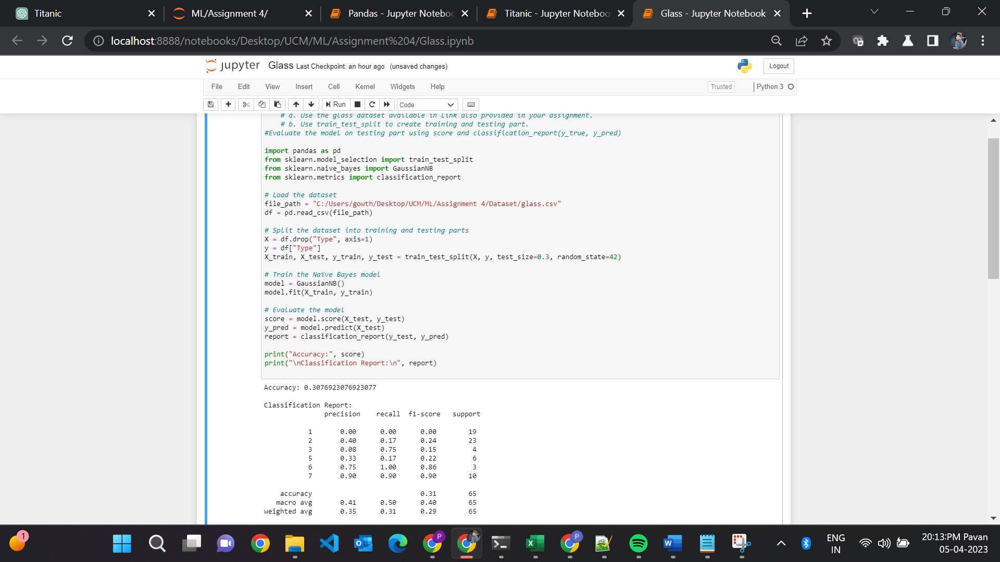 Titanic
ML/Assignment 4/
Pandas - Jupyter Noteboo
Titanic - Jupyter Noteboo
Glass - Jupyter Notebook
localhost:8888/notebooks/Desktop/UCM/ML/Assignment%204/Glass.ipynb
jupyter Glass Last Checkpoint: an hour ago (unsaved changes)
Logout
File Edit View Insert Cell Kernel Widgets Help
Trusted
Python 3
Run
Code
# a. Use the glass dataset available in Link also provided in your assignment.
# b. Use train_test_split to create training and testing part.
#Evaluate the model on testing part using score and classification_report(y_true, y_pred)
import pandas as pd
from sklearn.model_selection import train_test_split
from sklearn.naive_bayes import GaussianNB
from sklearn.metrics import classification_report
# Load the dataset
file_path = "C:/Users/gowth/Desktop/UCM/ML/Assignment 4/Dataset/glass.csv"
df = pd.read_csv(file_path)
# Split the dataset into training and testing parts
X = df.drop("Type", axis=1)
y = df["Type"]
X_train, X_test, y_train, y_test = train_test_split(X, y, test_size=0.3, random_state=42)
# Train the Naïve Bayes model
model = GaussianNB()
model.fit(X_train, y_train)
# Evaluate the model
score = model.score(X_test, y_test)
y_pred = model.predict(X_test)
report = classification_report(y_test, y_pred)
print("Accuracy:", score)
print("\nClassification Report:\n", report)
Accuracy: 0.3076923076923077
Classification Report:
precision recall f1-score support
1 0.00 0.00 0.00 19
2 0.40 0.17 0.24 23
3 0.08 0.75 0.15 4
5 0.33 0.17 0.22 6
6 0.75 1.00 0.86 3
7 0.90 0.90 0.90 10
accuracy 0.31 65
macro avg 0.41 0.50 0.40 65
weighted avg 0.35 0.31 0.29 65
1
P
P
ENG
IN
20:13:PM Pavan
05-04-2023